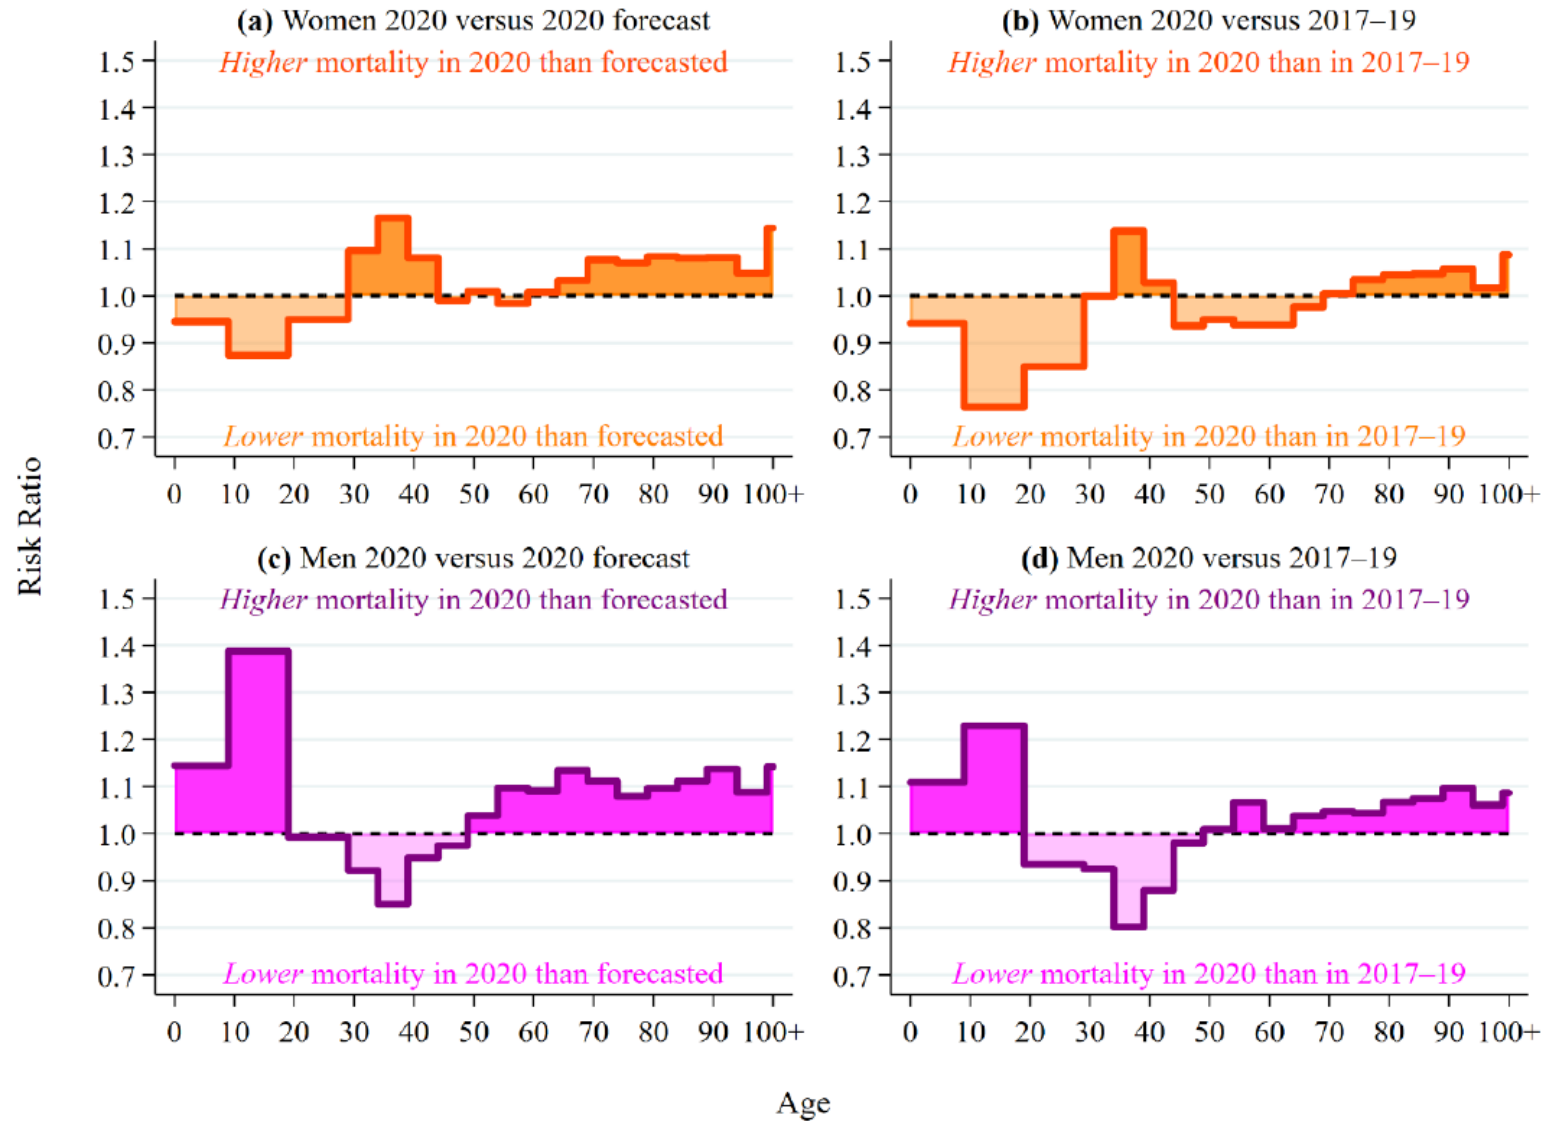 (a) Women 2020 versus 2020 forecast
Higher mortality in 2020 than forecasted
1.5
1.4
1.3
1.2
1.1
1.0
0.9
0.8
0.7
Lower mortality in 2020 than forecasted
0 10 20 30 40 50 60 70 80 90 100+
(b) Women 2020 versus 2017–19
Higher mortality in 2020 than in 2017–19
1.5
1.4
1.3
1.2
1.1
1.0
0.9
0.8
0.7
Lower mortality in 2020 than in 2017–19
0 10 20 30 40 50 60 70 80 90 100+
Risk Ratio
(c) Men 2020 versus 2020 forecast
Higher mortality in 2020 than forecasted
1.5
1.4
1.3
1.2
1.1
1.0
0.9
0.8
0.7
Lower mortality in 2020 than forecasted
0 10 20 30 40 50 60 70 80 90 100+
(d) Men 2020 versus 2017–19
Higher mortality in 2020 than in 2017–19
1.5
1.4
1.3
1.2
1.1
1.0
0.9
0.8
0.7
Lower mortality in 2020 than in 2017–19
0 10 20 30 40 50 60 70 80 90 100+
Age